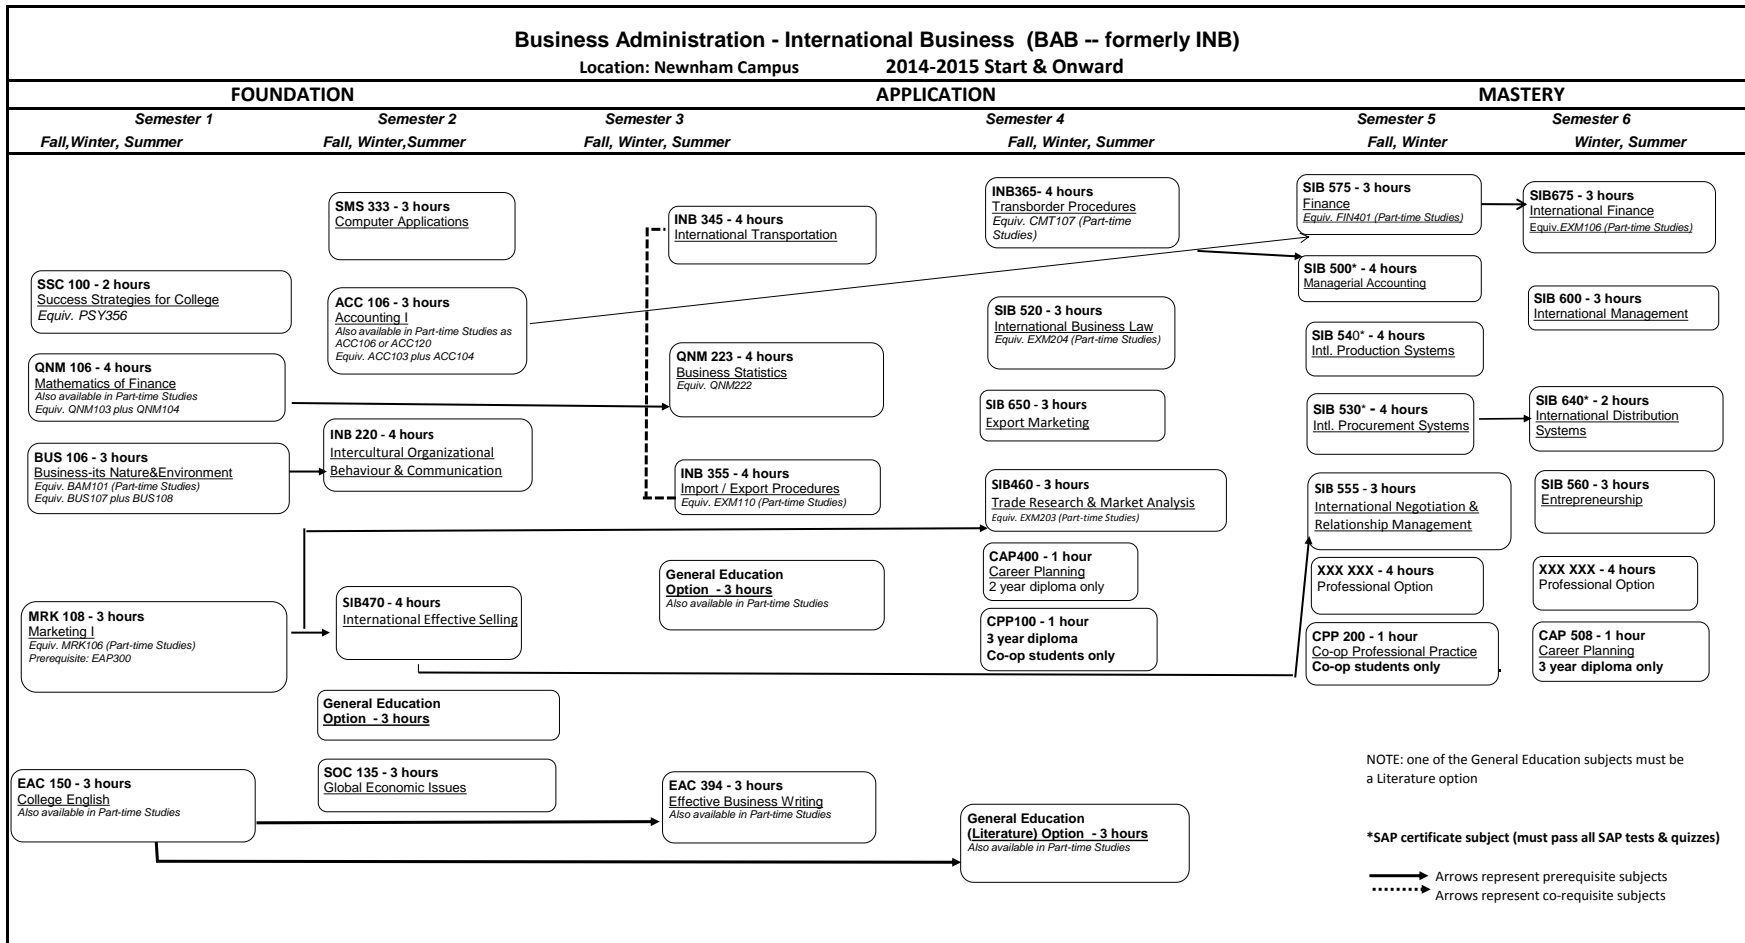 Business Administration - International Business (BAB -- formerly INB)
Location: Newnham Campus 2014-2015 Start & Onward
FOUNDATION APPLICATION MASTERY
Semester 1 Semester 2 Semester 3 Semester 4 Semester 5 Semester 6
Fall,Winter, Summer Fall, Winter,Summer Fall, Winter, Summer Fall, Winter, Summer Fall, Winter Winter, Summer
SSC 100 - 2 hours
Success Strategies for College
Equiv. PSY356
QNM 106 - 4 hours
Mathematics of Finance
Also available in Part-time Studies
Equiv. QNM103 plus QNM104
BUS 106 - 3 hours
Business-its Nature&Environment
Equiv. BAM101 (Part-time Studies)
Equiv. BUS107 plus BUS108
MRK 108 - 3 hours
Marketing I
Equiv. MRK106 (Part-time Studies)
Prerequisite: EAP300
EAC 150 - 3 hours
College English
Also available in Part-time Studies
SMS 333 - 3 hours
Computer Applications
ACC 106 - 3 hours
Accounting I
Also available in Part-time Studies as
ACC106 or ACC120
Equiv. ACC103 plus ACC104
INB 220 - 4 hours
Intercultural Organizational
Behaviour & Communication
SIB470 - 4 hours
International Effective Selling
General Education
Option - 3 hours
SOC 135 - 3 hours
Global Economic Issues
INB 345 - 4 hours
International Transportation
QNM 223 - 4 hours
Business Statistics
Equiv. QNM222
INB 355 - 4 hours
Import / Export Procedures
Equiv. EXM110 (Part-time Studies)
General Education
Option - 3 hours
Also available in Part-time Studies
EAC 394 - 3 hours
Effective Business Writing
Also available in Part-time Studies
INB365- 4 hours
Transborder Procedures
Equiv. CMT107 (Part-time
Studies)
SIB 520 - 3 hours
International Business Law
Equiv. EXM204 (Part-time Studies)
SIB 650 - 3 hours
Export Marketing
SIB460 - 3 hours
Trade Research & Market Analysis
Equiv. EXM203 (Part-time Studies)
CAP400 - 1 hour
Career Planning
2 year diploma only
CPP100 - 1 hour
3 year diploma
Co-op students only
General Education
(Literature) Option - 3 hours
Also available in Part-time Studies
SIB 575 - 3 hours
Finance
Equiv. FIN401 (Part-time Studies)
SIB 500* - 4 hours
Managerial Accounting
SIB 540* - 4 hours
Intl. Production Systems
SIB 530* - 4 hours
Intl. Procurement Systems
SIB 555 - 3 hours
International Negotiation &
Relationship Management
XXX XXX - 4 hours
Professional Option
CPP 200 - 1 hour
Co-op Professional Practice
Co-op students only
SIB675 - 3 hours
International Finance
Equiv.EXM106 (Part-time Studies)
SIB 600 - 3 hours
International Management
SIB 640* - 2 hours
International Distribution
Systems
SIB 560 - 3 hours
Entrepreneurship
XXX XXX - 4 hours
Professional Option
CAP 508 - 1 hour
Career Planning
3 year diploma only
NOTE: one of the General Education subjects must be
a Literature option
*SAP certificate subject (must pass all SAP tests & quizzes)
Arrows represent prerequisite subjects
Arrows represent co-requisite subjects